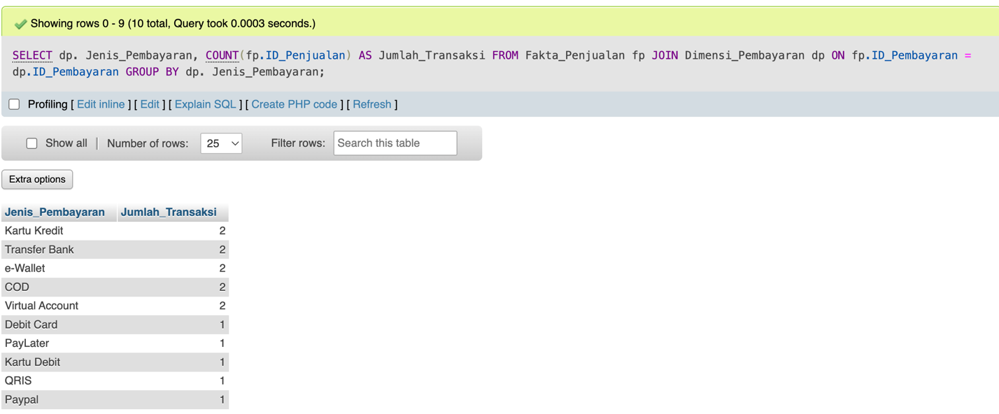 Showing rows 0 - 9 (10 total, Query took 0.0003 seconds.)
SELECT dp. Jenis_Pembayaran, COUNT(fp.ID_Penjualan) AS Jumlah_Transaksi FROM Fakta_Penjualan fp JOIN Dimensi_Pembayaran dp ON fp.ID_Pembayaran =
dp.ID_Pembayaran GROUP BY dp. Jenis_Pembayaran;
Profiling [ Edit inline ] [ Edit ] [ Explain SQL ] [ Create PHP code ] [ Refresh ]
Show all | Number of rows: 25 Filter rows: Search this table
Extra options
Jenis_Pembayaran Jumlah_Transaksi
Kartu Kredit 2
Transfer Bank 2
e-Wallet 2
COD 2
Virtual Account 2
Debit Card 1
PayLater 1
Kartu Debit 1
QRIS 1
Paypal 1